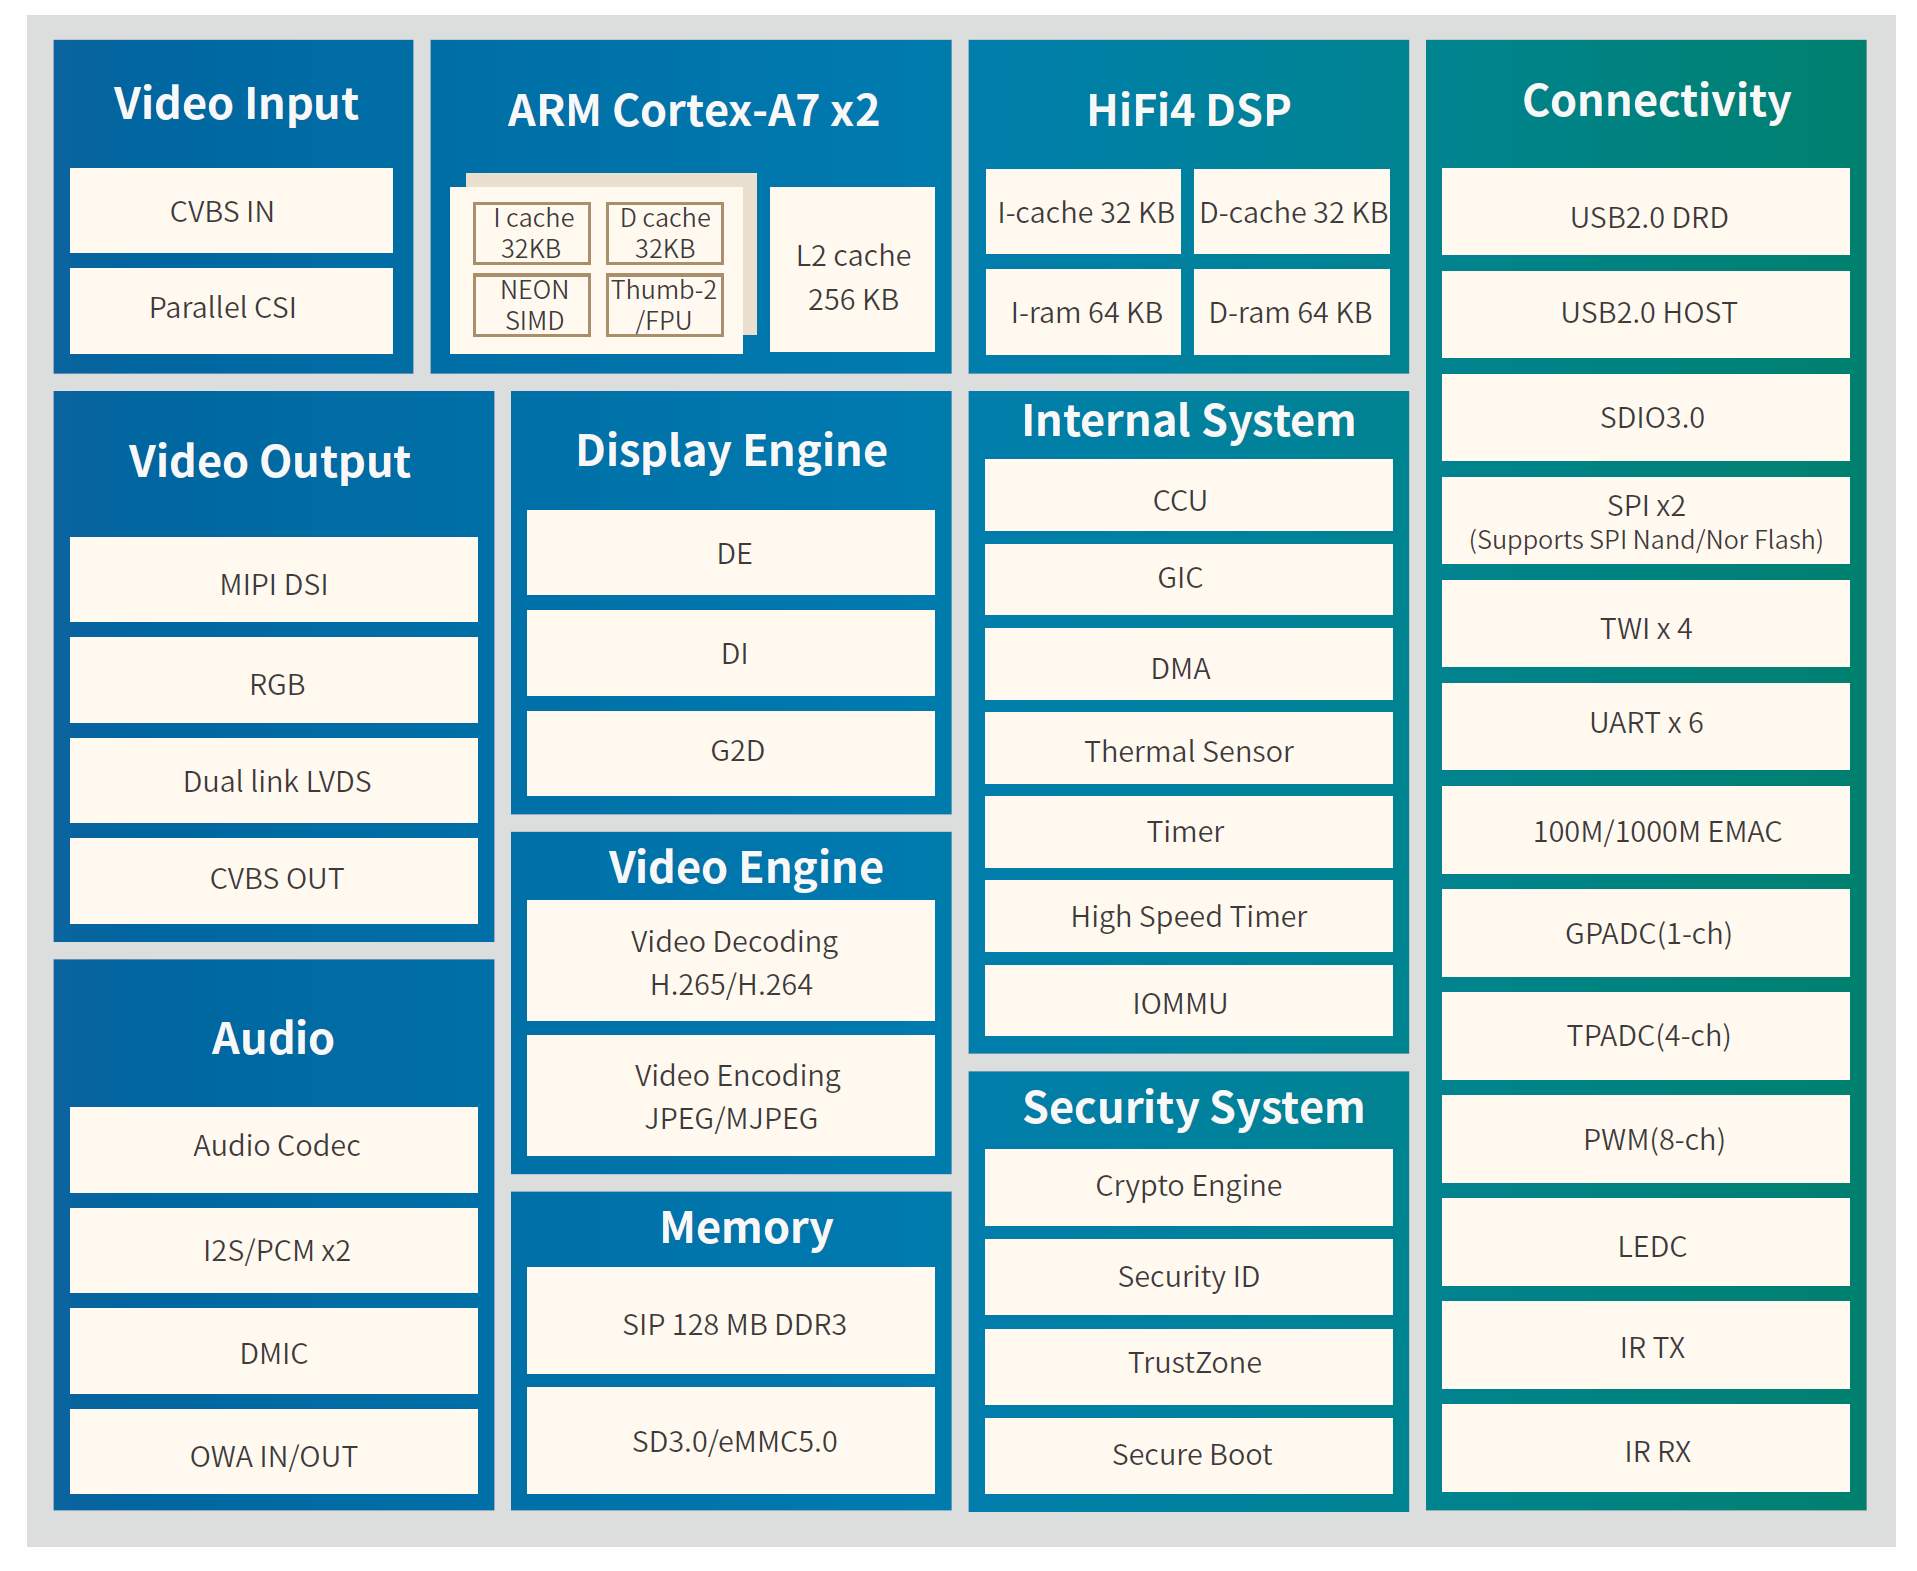 Video Input
CVBS IN
Parallel CSI
ARM Cortex-A7 x2
I cache
32KB
D cache
32KB
NEON
SIMD
Thumb-2
/FPU
L2 cache
256 KB
HiFi4 DSP
I-cache 32 KB
D-cache 32 KB
I-ram 64 KB
D-ram 64 KB
Connectivity
USB2.0 DRD
USB2.0 HOST
SDIO3.0
SPI x2
(Supports SPI Nand/Nor Flash)
TWI x 4
UART x 6
100M/1000M EMAC
GPADC(1-ch)
TPADC(4-ch)
PWM(8-ch)
LEDC
IR TX
IR RX
Video Output
MIPI DSI
RGB
Dual link LVDS
CVBS OUT
Display Engine
DE
DI
G2D
Internal System
CCU
GIC
DMA
Thermal Sensor
Timer
High Speed Timer
IOMMU
Video Engine
Video Decoding
H.265/H.264
Video Encoding
JPEG/MJPEG
Audio
Audio Codec
I2S/PCM x2
DMIC
OWA IN/OUT
Memory
SIP 128 MB DDR3
SD3.0/eMMC5.0
Security System
Crypto Engine
Security ID
TrustZone
Secure Boot